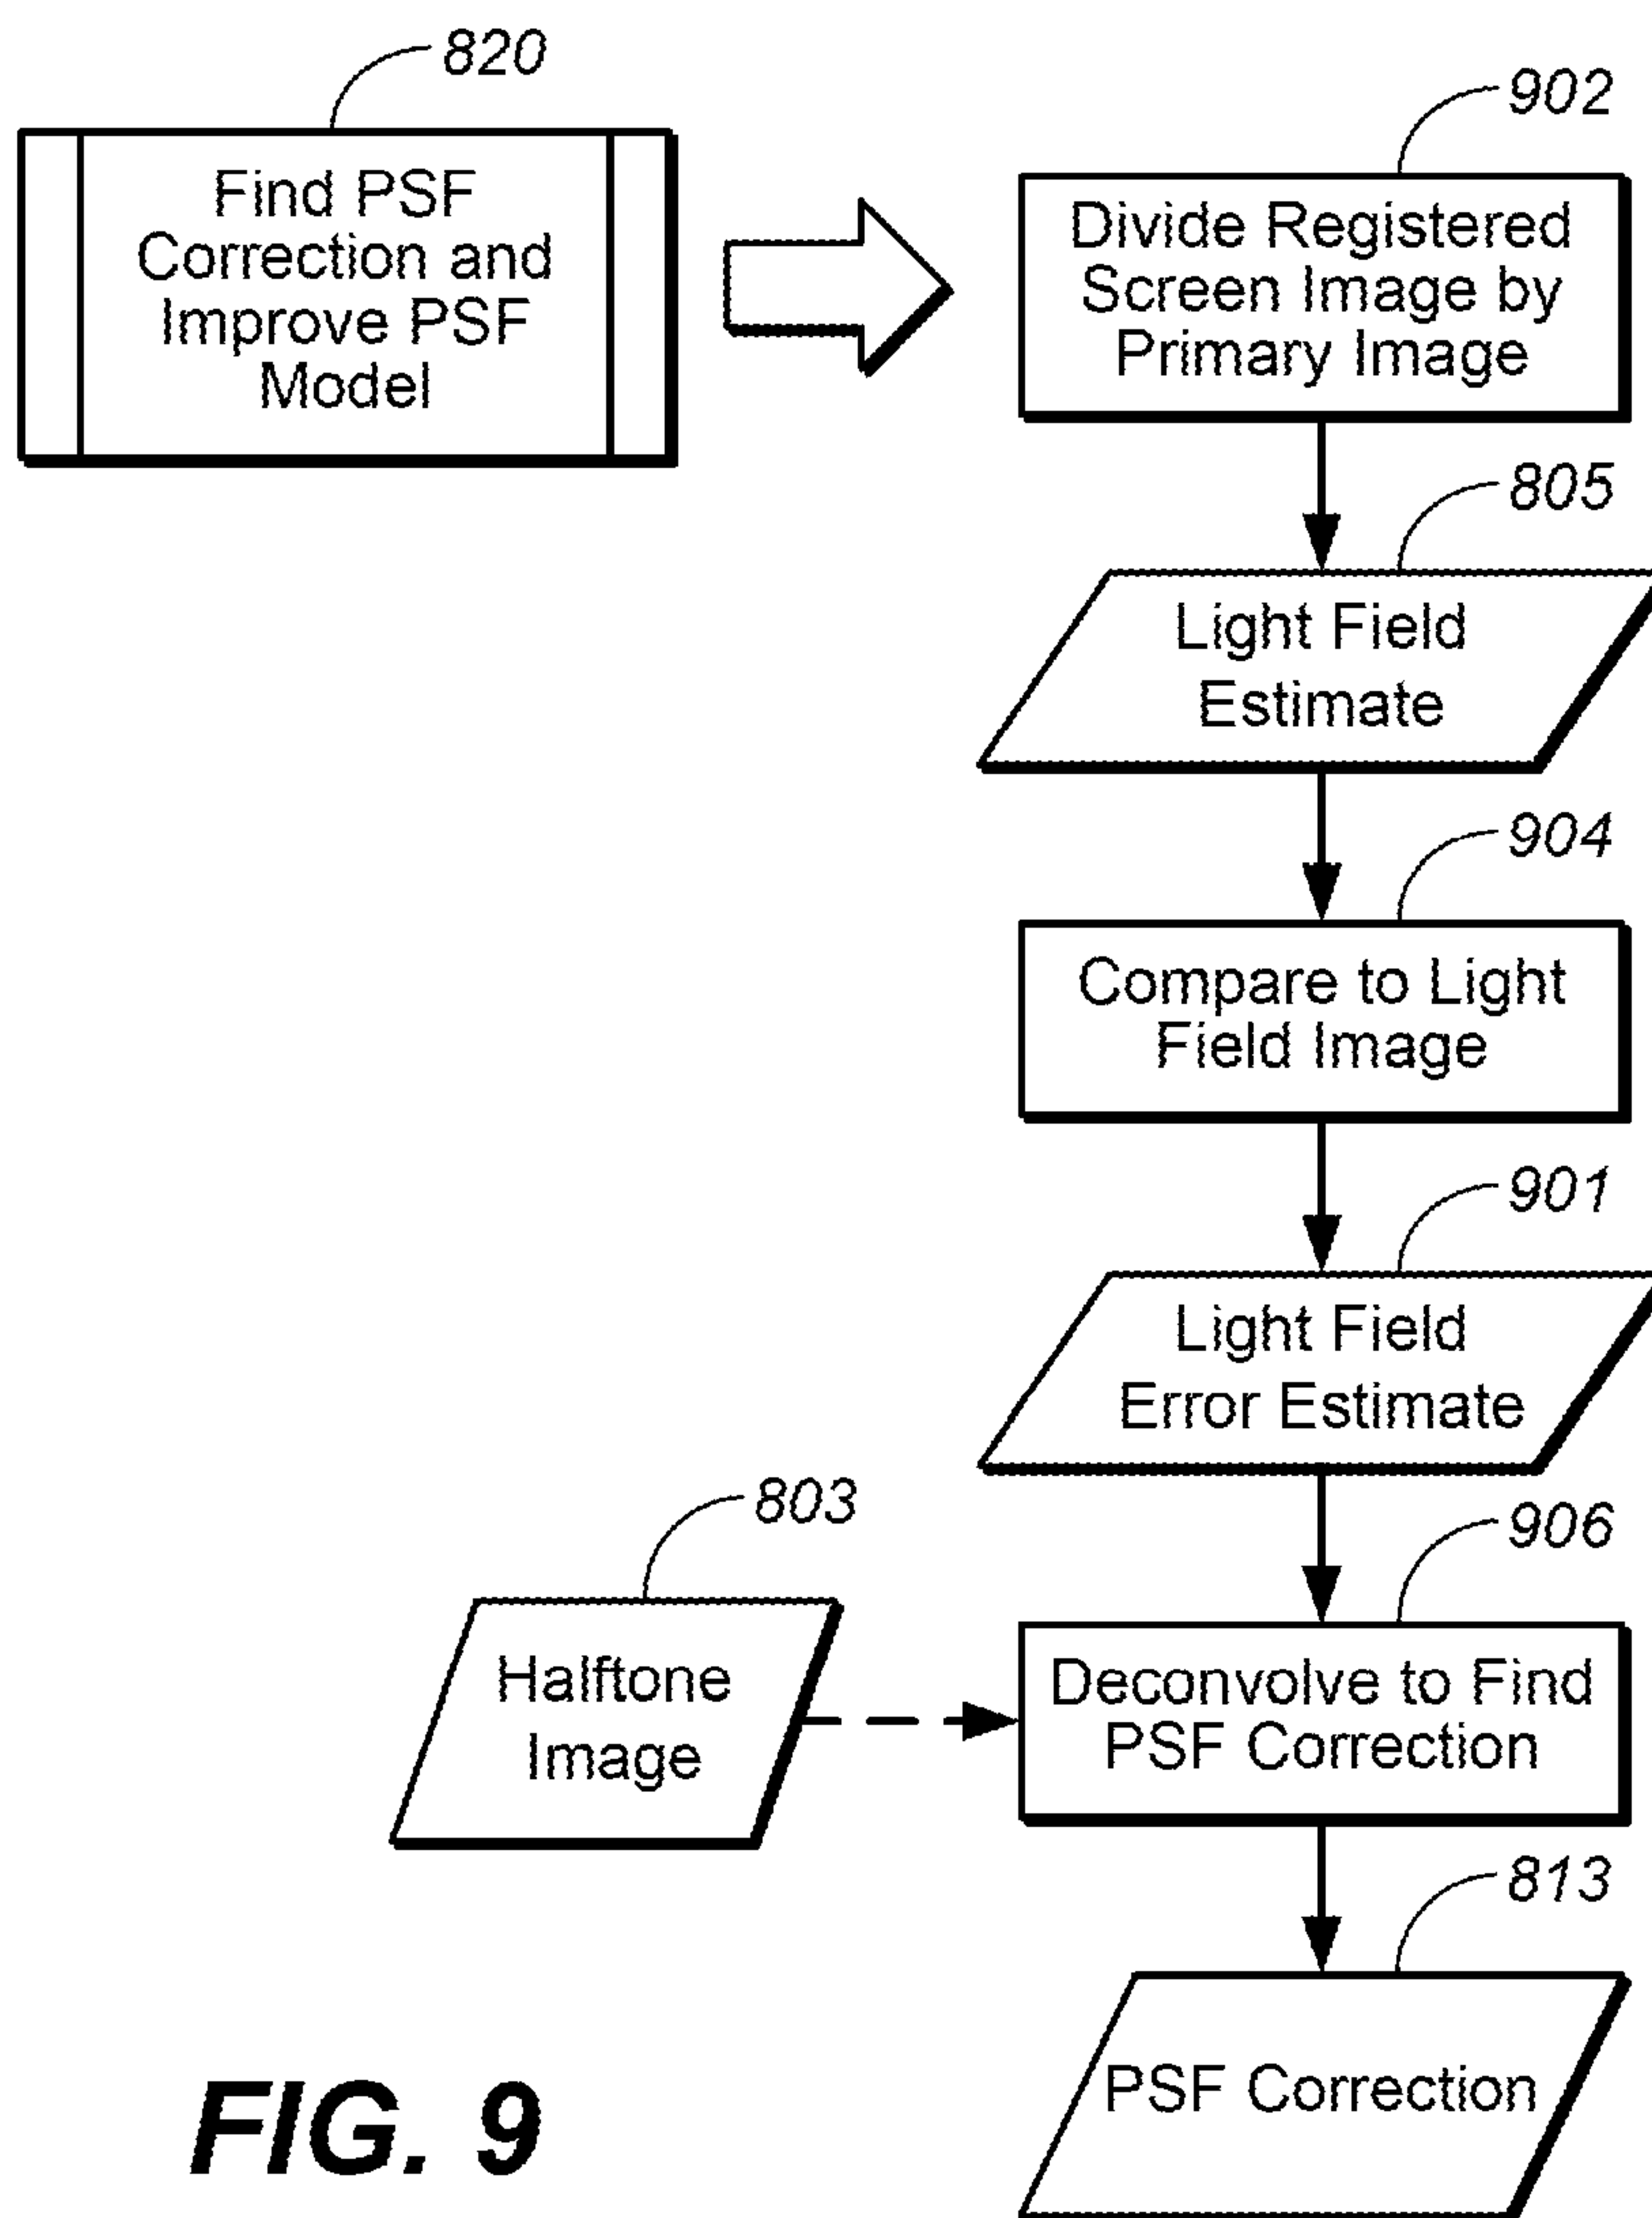 820
Find PSF
Correction and
Improve PSF
Model
902
Divide Registered
Screen Image by
Primary Image
805
Light Field
Estimate
904
Compare to Light
Field Image
901
Light Field
Error Estimate
803
Halftone
Image
906
Deconvolve to Find
PSF Correction
813
PSF Correction
FIG. 9